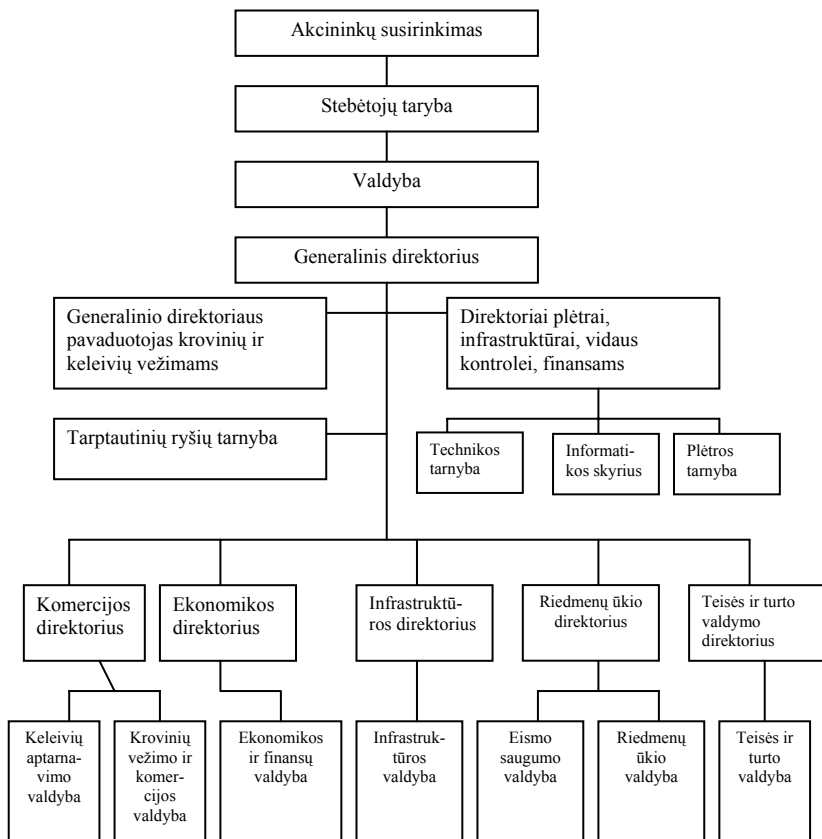 Akcininkų susirinkimas
Stebėtojų taryba
Valdyba
Generalinis direktorius
Generalinio direktoriaus
pavaduotojas krovinių ir
keleivių vežimams
Direktoriai plėtrai,
infrastruktūrai, vidaus
kontrolei, finansams
Tarptautinių ryšių tarnyba
Technikos
tarnyba
Informati-
kos skyrius
Plėtros
tarnyba
Komercijos
direktorius
Ekonomikos
direktorius
Infrastruktū-
ros direktorius
Riedmenų ūkio
direktorius
Teisės ir turto
valdymo
direktorius
Keleivių
aptarna-
vimo
valdyba
Krovinių
vežimo ir
komer-
cijos
valdyba
Ekonomikos
ir finansų
valdyba
Infrastruk-
tūros valdyba
Eismo
saugumo
valdyba
Riedmenų
ūkio
valdyba
Teisės ir
turto
valdyba